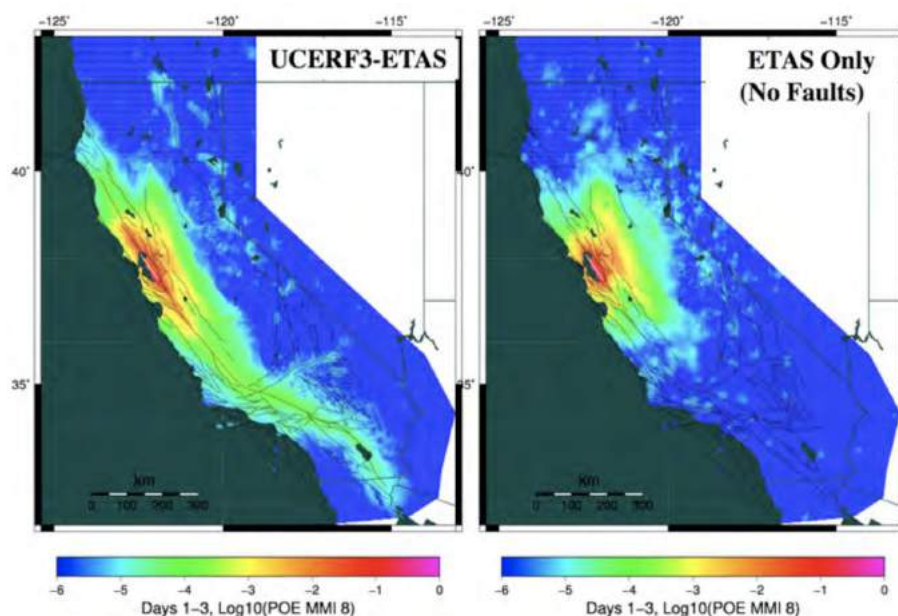 −125° −120° −115° −125° −120° −115°
UCERF3-ETAS
ETAS Only
(No Faults)
40° 40°
35° 35°
km km
0 100 200 300 0 100 200 300
−6 −5 −4 −3 −2 −1 0 −6 −5 −4 −3 −2 −1 0
Days 1−3, Log10(POE MMI 8) Days 1−3, Log10(POE MMI 8)